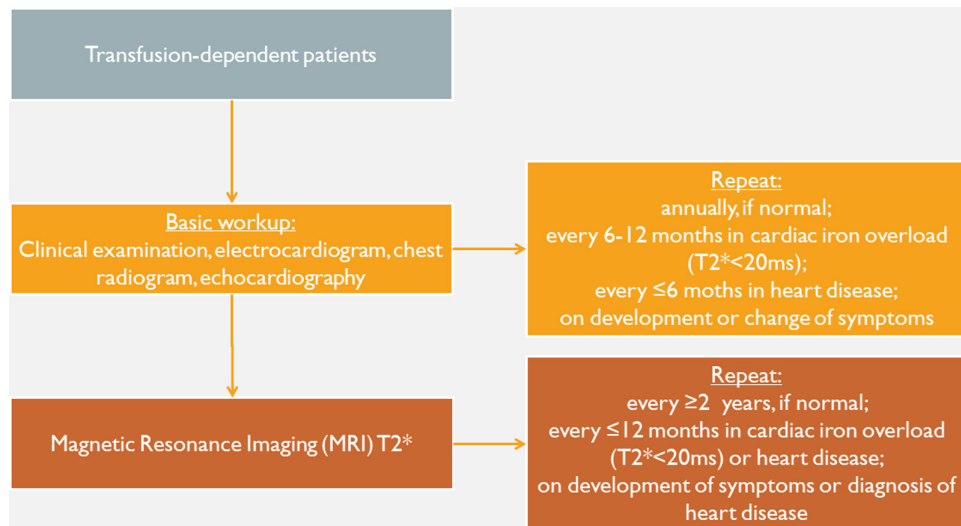 Transfusion-dependent patients
Basic workup:
Clinical examination, electrocardiogram, chest
radiogram, echocardiography
Repeat:
annually, if normal;
every 6-12 months in cardiac iron overload
(T2*<20ms);
every ≤6 moths in heart disease;
on development or change of symptoms
Magnetic Resonance Imaging (MRI) T2*
Repeat:
every ≥2 years, if normal;
every ≤12 months in cardiac iron overload
(T2*<20ms) or heart disease;
on development of symptoms or diagnosis of
heart disease